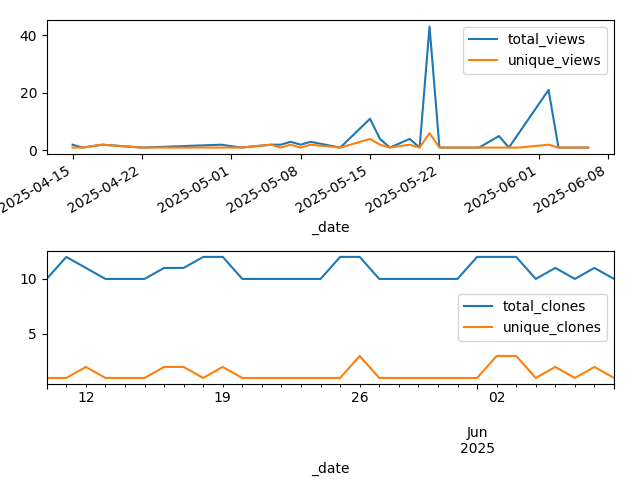 40
20
0
total_views
unique_views
2025-04-15
2025-04-22
2025-05-01
2025-05-08
2025-05-15
2025-05-22
2025-06-01
2025-06-08
_date
10
5
total_clones
unique_clones
12
19
26
02
Jun
2025
_date